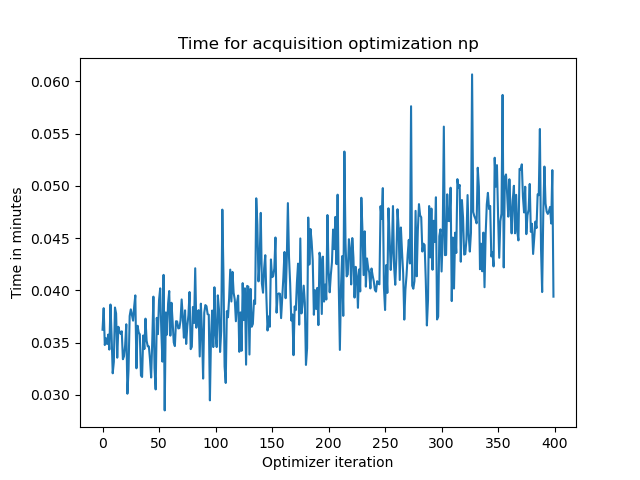 Time for acquisition optimization np
0.060
0.055
0.050
0.045
0.040
0.035
0.030
Time in minutes
0 50 100 150 200 250 300 350 400
Optimizer iteration